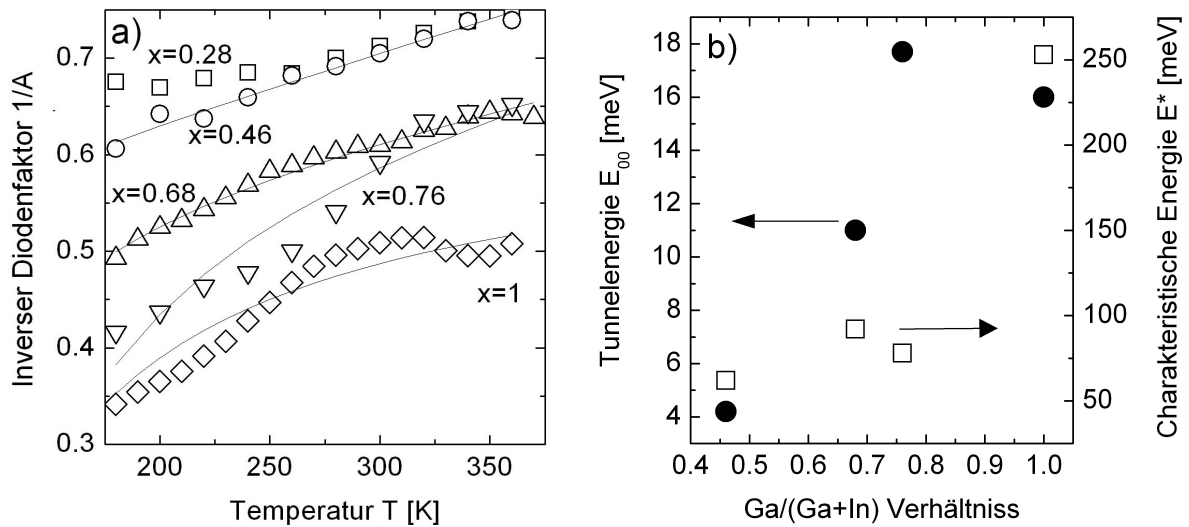 a)
Inverser Diodenfaktor 1/A
0.7
0.6
0.5
0.4
0.3
x=0.28
x=0.46
x=0.68
x=0.76
x=1
200
250
300
350
Temperatur T [K]
b)
Tunnelenergie E00 [meV]
18
16
14
12
10
8
6
4
250
200
150
100
50
Charakteristische Energie E* [meV]
0.4
0.5
0.6
0.7
0.8
0.9
1.0
Ga/(Ga+In) Verhältniss